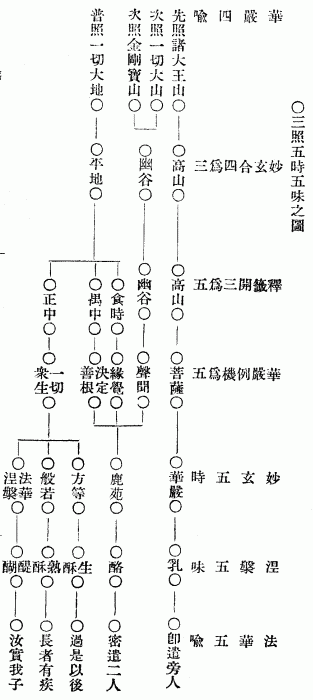 ○三照五時五味之圖
華嚴四喩
先照諸大王山○
次照一切大山○
次照金剛寶山○
普照一切大地○
妙玄合四爲三
○高山○
○幽谷○
○平地○
釋籤開三爲五
○高山○
○幽谷○
○食時○
○禺中○
○正中○
華嚴例機爲五
○菩薩○
○聲聞○
○緣覺○
○決定善根○
○一切衆生○
妙玄五時
○華嚴○
○鹿苑○
○方等○
○般若○
○法華涅槃○
涅槃五味
○乳○
○酪○
○生酥○
○熟酥○
○醍醐○
法華五喩
○卽遣旁人
○密遣二人
○過是以後
○長者有疾
○汝實我子